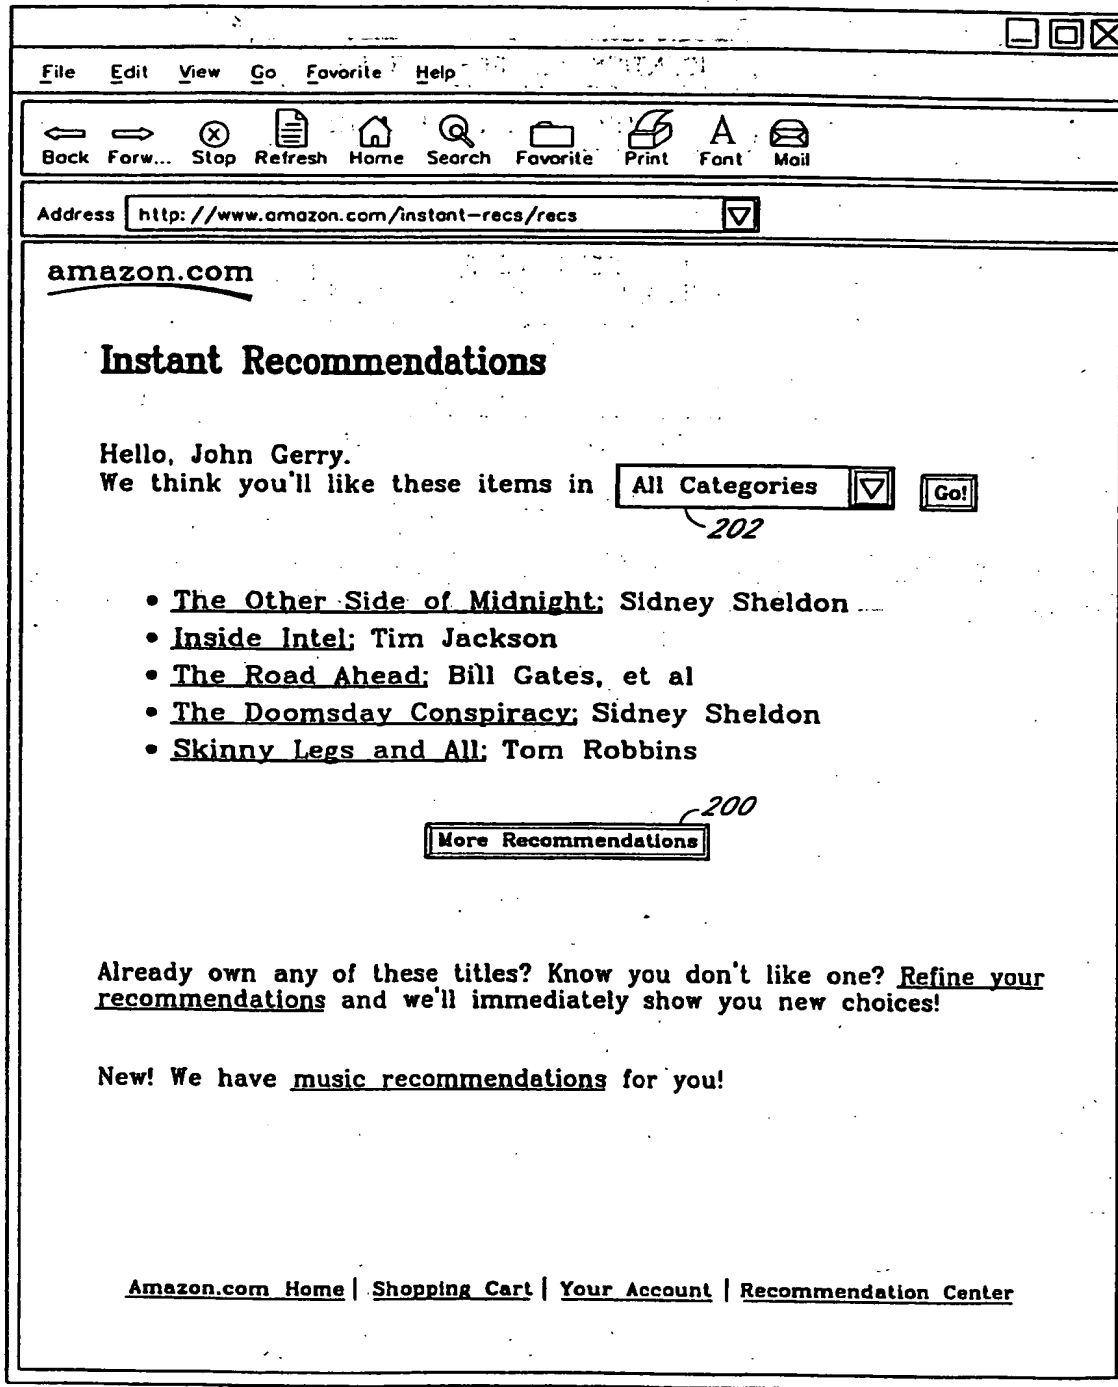 File Edit View Go Favorite Help
Back Forw... Stop Refresh Home Search Favorite Print Font Mail
Address http://www.amazon.com/instant-recs/recs
amazon.com
Instant Recommendations
Hello, John Gerry.
We think you'll like these items in All Categories Go!
202
• The Other Side of Midnight; Sidney Sheldon
• Inside Intel; Tim Jackson
• The Road Ahead; Bill Gates, et al
• The Doomsday Conspiracy; Sidney Sheldon
• Skinny Legs and All; Tom Robbins
200
More Recommendations
Already own any of these titles? Know you don't like one? Refine your
recommendations and we'll immediately show you new choices!
New! We have music recommendations for you!
Amazon.com Home | Shopping Cart | Your Account | Recommendation Center